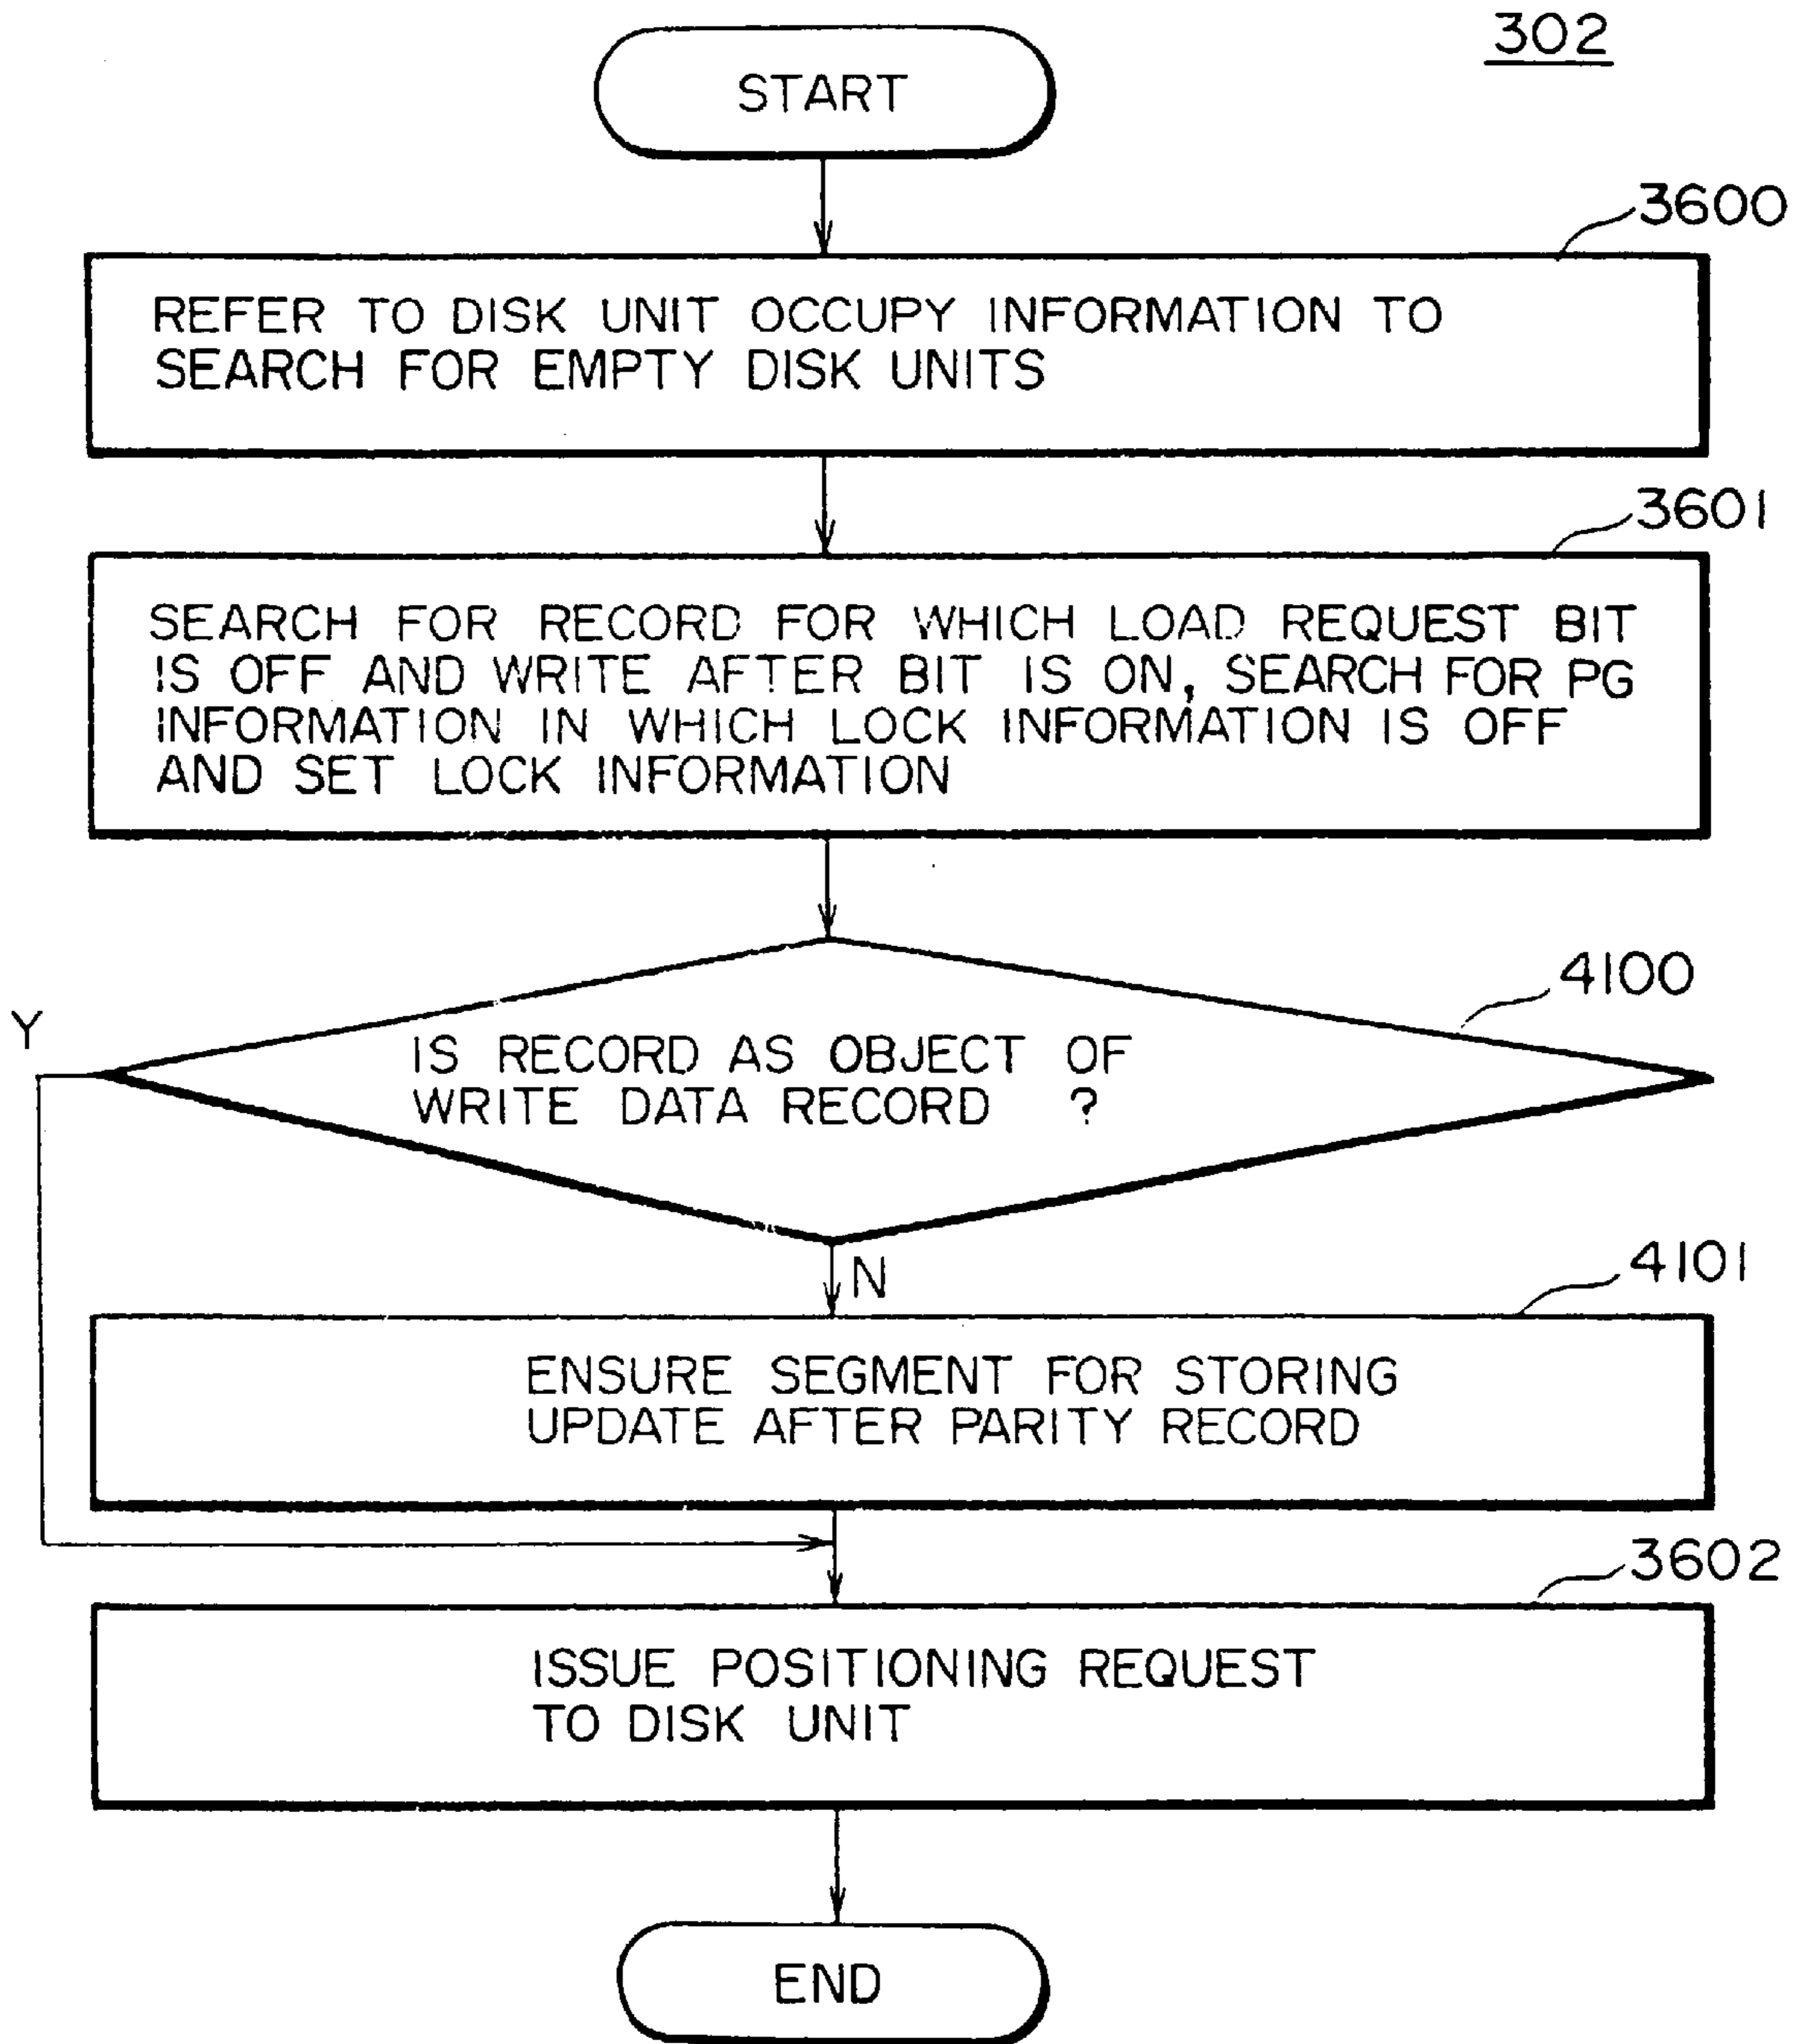 302
START
3600
REFER TO DISK UNIT OCCUPY INFORMATION TO
SEARCH FOR EMPTY DISK UNITS
3601
SEARCH FOR RECORD FOR WHICH LOAD REQUEST BIT
IS OFF AND WRITE AFTER BIT IS ON, SEARCH FOR PG
INFORMATION IN WHICH LOCK INFORMATION IS OFF
AND SET LOCK INFORMATION
4100
Y
IS RECORD AS OBJECT OF
WRITE DATA RECORD ?
N
4101
ENSURE SEGMENT FOR STORING
UPDATE AFTER PARITY RECORD
3602
ISSUE POSITIONING REQUEST
TO DISK UNIT
END